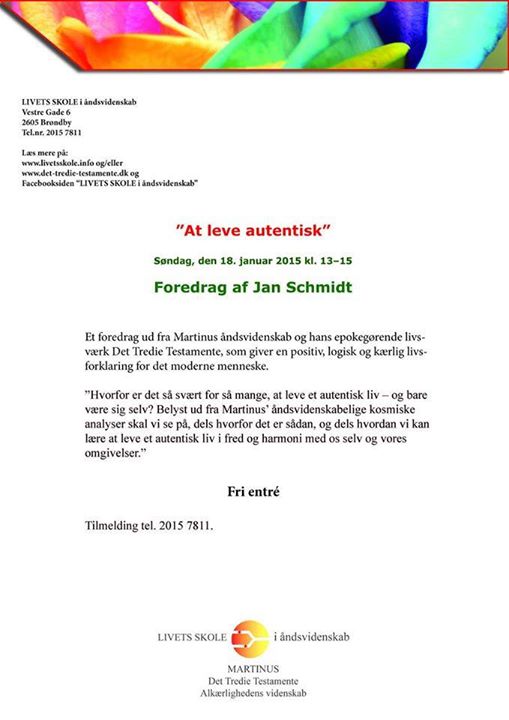 LIVETS SKOLE i åndsvidenskab
Vestre Gade 6
2605 Brøndby
Tel.nr. 2015 7811
Læs mere på:
www.livetsskole.info og/eller
www.det-tredie-testamente.dk og
Facebooksiden "LIVETS SKOLE i åndsvidenskab"
"At leve autentisk"
Søndag, den 18. januar 2015 kl. 13–15
Foredrag af Jan Schmidt
Et foredrag ud fra Martinus åndsvidenskab og hans epokegørende livs-
værk Det Tredie Testamente, som giver en positiv, logisk og kærlig livs-
forklaring for det moderne menneske.
"Hvorfor er det så svært for så mange, at leve et autentisk liv – og bare
være sig selv? Belyst ud fra Martinus' åndsvidenskabelige kosmiske
analyser skal vi se på, dels hvorfor det er sådan, og dels hvordan vi kan
lære at leve et autentisk liv i fred og harmoni med os selv og vores
omgivelser."
Fri entré
Tilmelding tel. 2015 7811.
LIVETS SKOLE i åndsvidenskab
MARTINUS
Det Tredie Testamente
Alkærlighedens videnskab